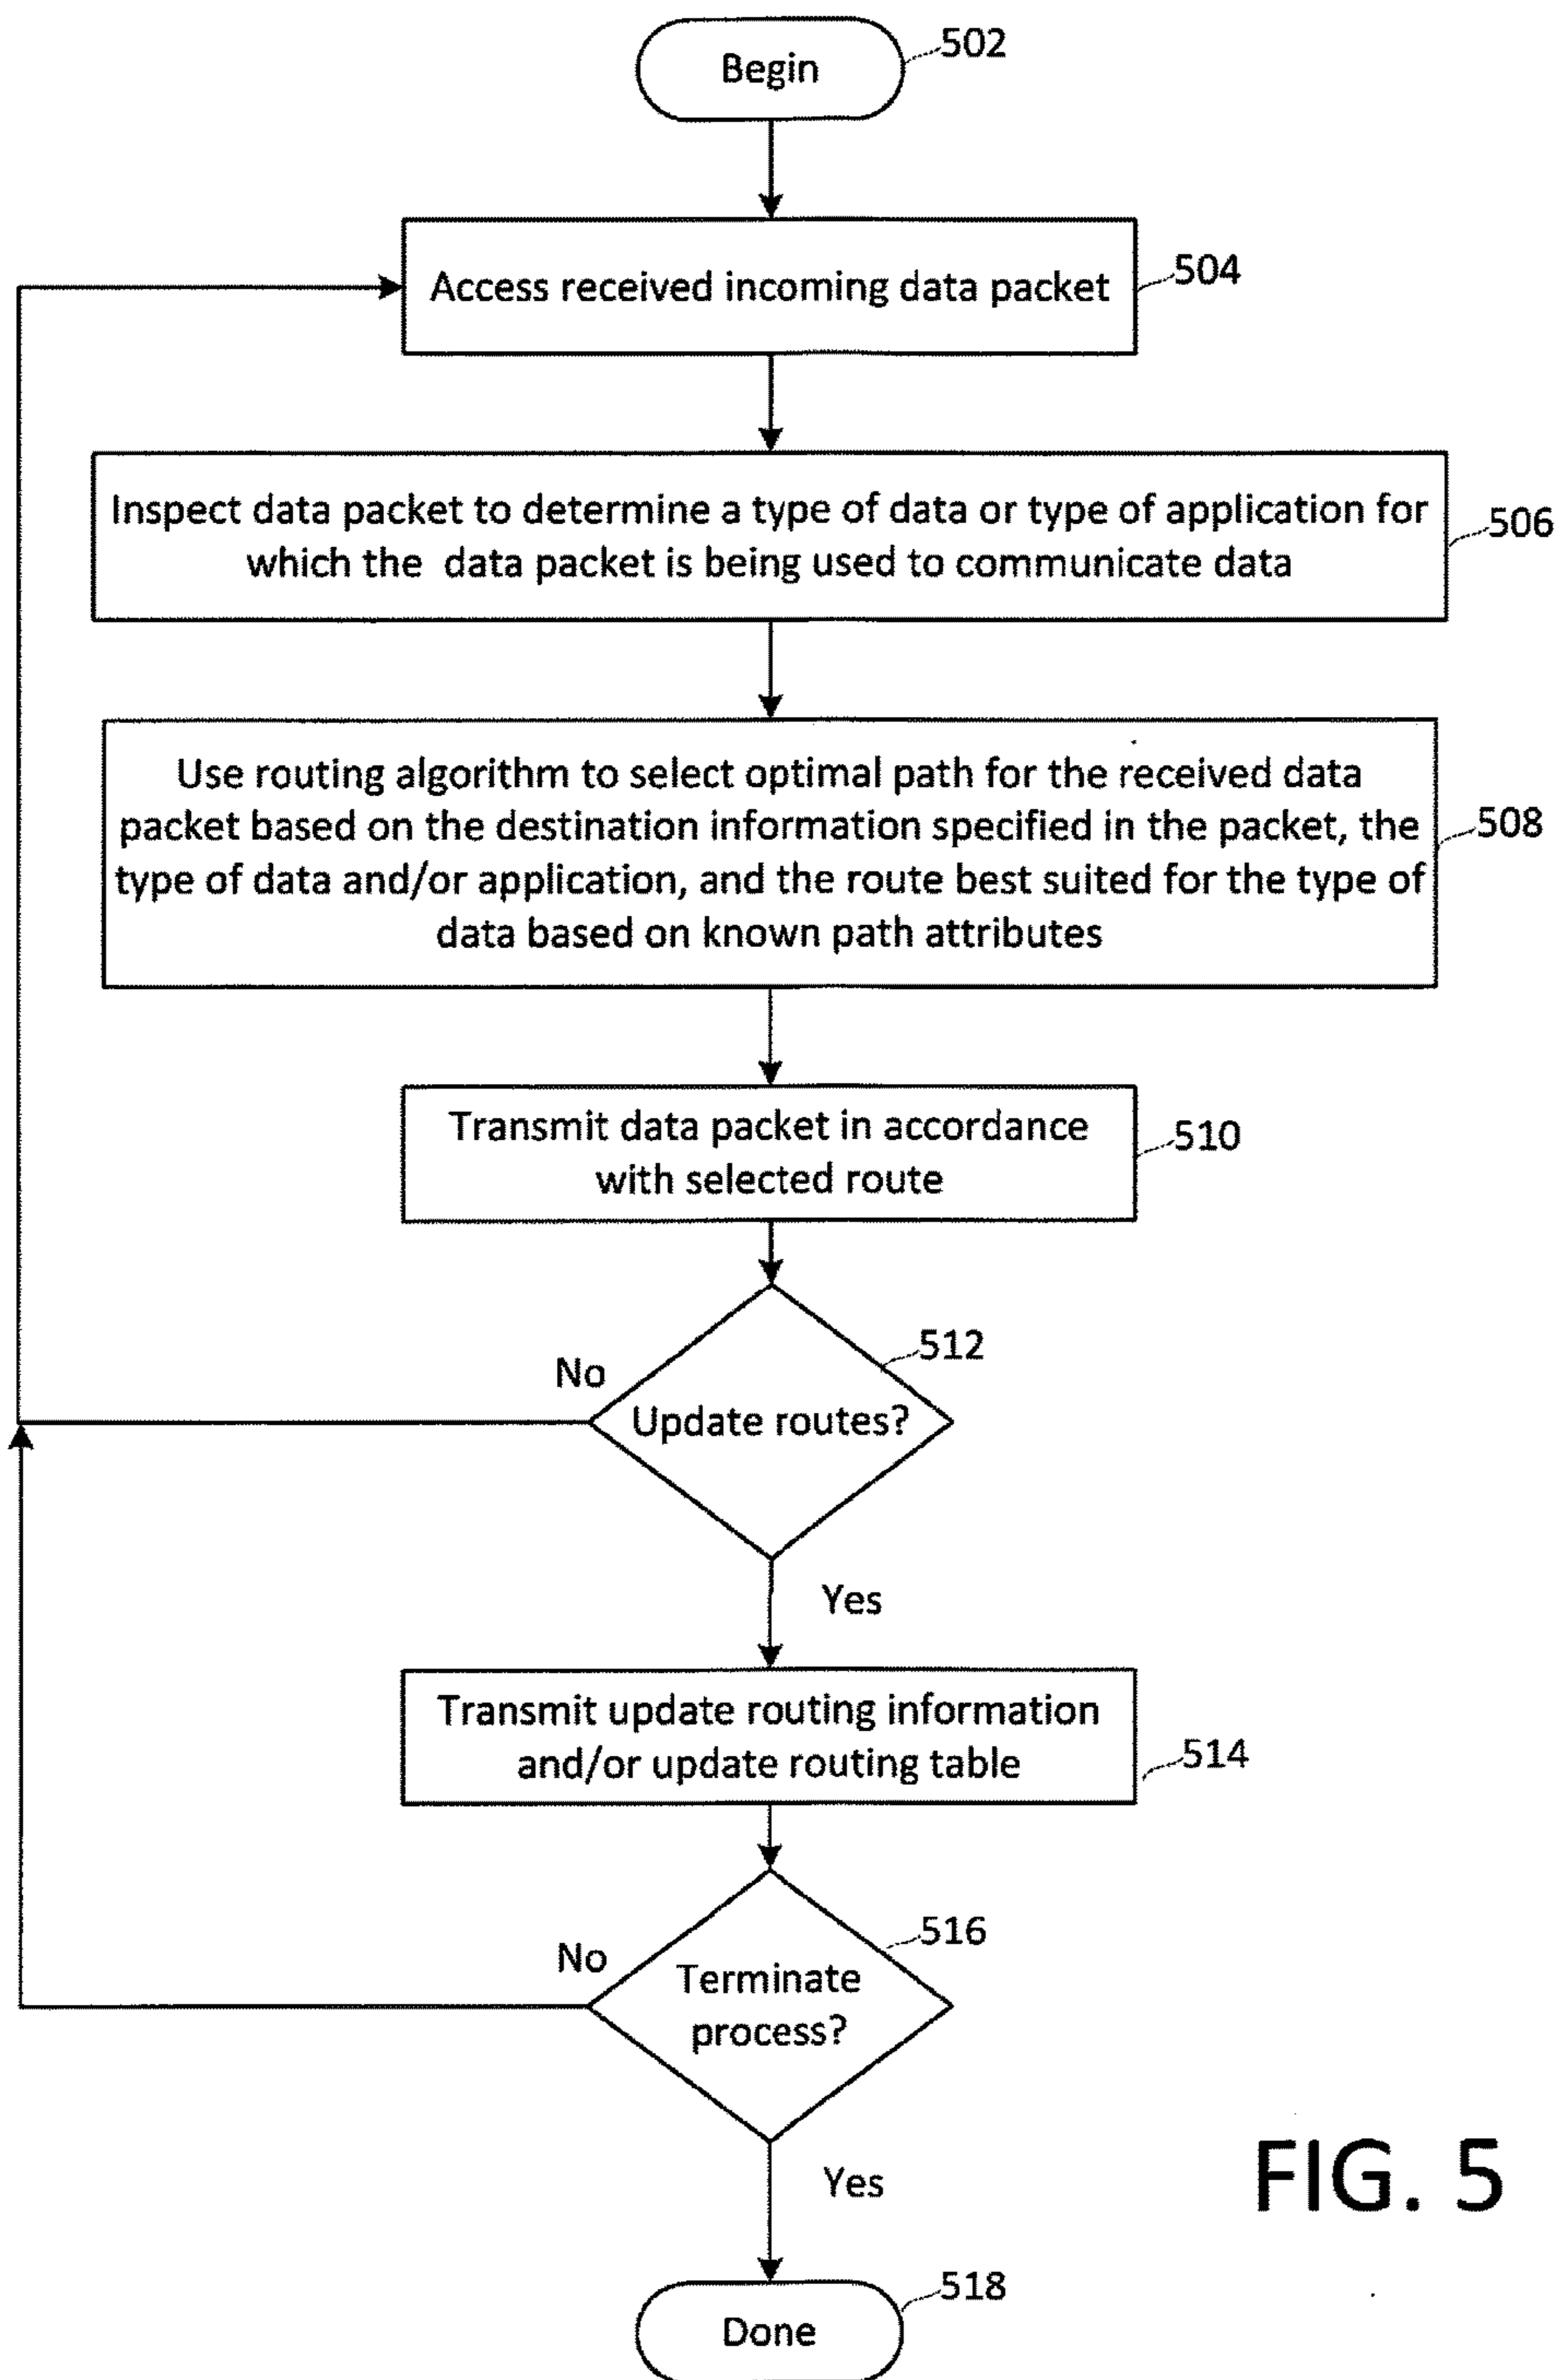 Begin
502
Access received incoming data packet
504
Inspect data packet to determine a type of data or type of application for
which the data packet is being used to communicate data
506
Use routing algorithm to select optimal path for the received data
packet based on the destination information specified in the packet, the
type of data and/or application, and the route best suited for the type of
data based on known path attributes
508
Transmit data packet in accordance
with selected route
510
512
No
Update routes?
Yes
Transmit update routing information
and/or update routing table
514
516
No
Terminate
process?
Yes
FIG. 5
518
Done